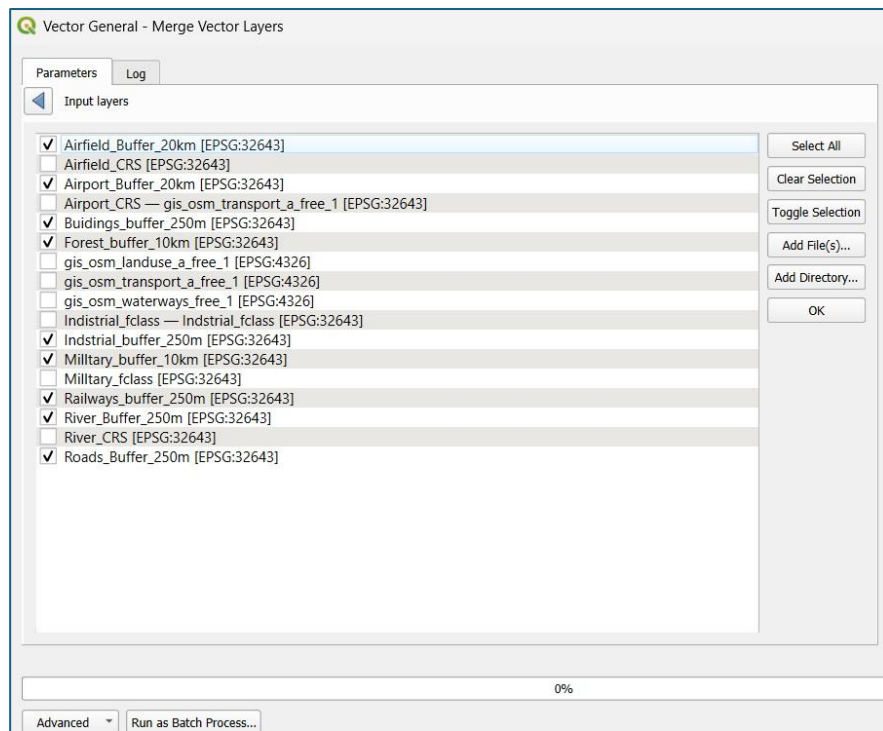 Vector General - Merge Vector Layers
Parameters Log
Input layers
Airfield_Buffer_20km [EPSG:32643]
Airfield_CRS [EPSG:32643]
Airport_Buffer_20km [EPSG:32643]
Airport_CRS — gis_osm_transport_a_free_1 [EPSG:32643]
Buidings_buffer_250m [EPSG:32643]
Forest_buffer_10km [EPSG:32643]
gis_osm_landuse_a_free_1 [EPSG:4326]
gis_osm_transport_a_free_1 [EPSG:4326]
gis_osm_waterways_free_1 [EPSG:4326]
Indistrial_fclass — Indstrial_fclass [EPSG:32643]
Indstrial_buffer_250m [EPSG:32643]
Milltary_buffer_10km [EPSG:32643]
Milltary_fclass [EPSG:32643]
Railways_buffer_250m [EPSG:32643]
River_Buffer_250m [EPSG:32643]
River_CRS [EPSG:32643]
Roads_Buffer_250m [EPSG:32643]
Select All
Clear Selection
Toggle Selection
Add File(s)...
Add Directory...
OK
0%
Advanced Run as Batch Process...